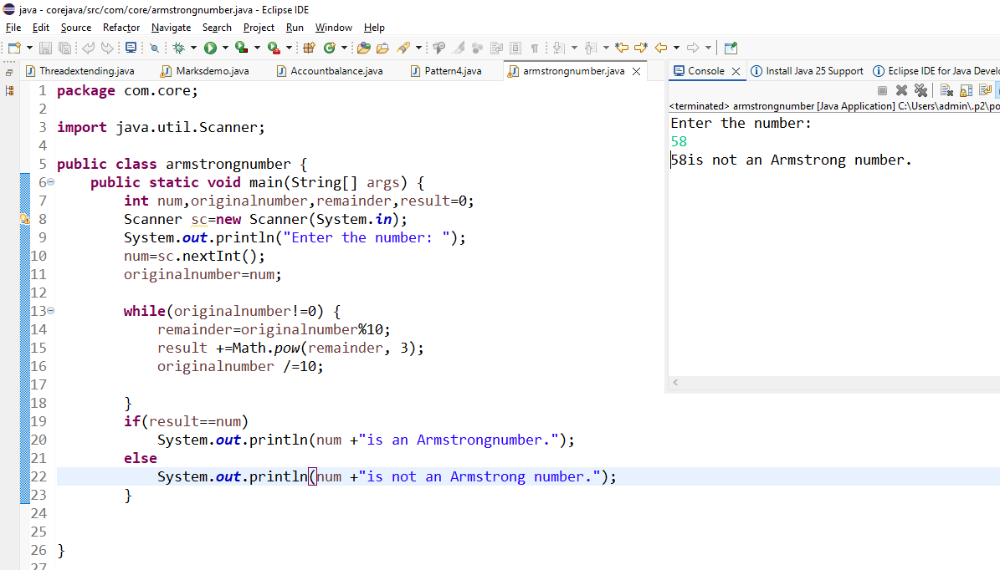 java - corejava/src/com/core/armstrongnumber.java - Eclipse IDE
File Edit Source Refactor Navigate Search Project Run Window Help
Threadextending.java Marksdemo.java Accountbalance.java Pattern4.java armstrongnumber.java
1 package com.core;
2
3 import java.util.Scanner;
4
5 public class armstrongnumber {
6 public static void main(String[] args) {
7 int num,originalnumber,remainder,result=0;
8 Scanner sc=new Scanner(System.in);
9 System.out.println("Enter the number: ");
10 num=sc.nextInt();
11 originalnumber=num;
12
13 while(originalnumber!=0) {
14 remainder=originalnumber%10;
15 result +=Math.pow(remainder, 3);
16 originalnumber /=10;
17
18 }
19 if(result==num)
20 System.out.println(num +"is an Armstrongnumber.");
21 else
22 System.out.println(num +"is not an Armstrong number.");
23 }
24
25
26 }
27
Console Install Java 25 Support Eclipse IDE for Java Devel
<terminated> armstrongnumber [Java Application] C:\Users\admin\.p2\po
Enter the number:
58
58is not an Armstrong number.